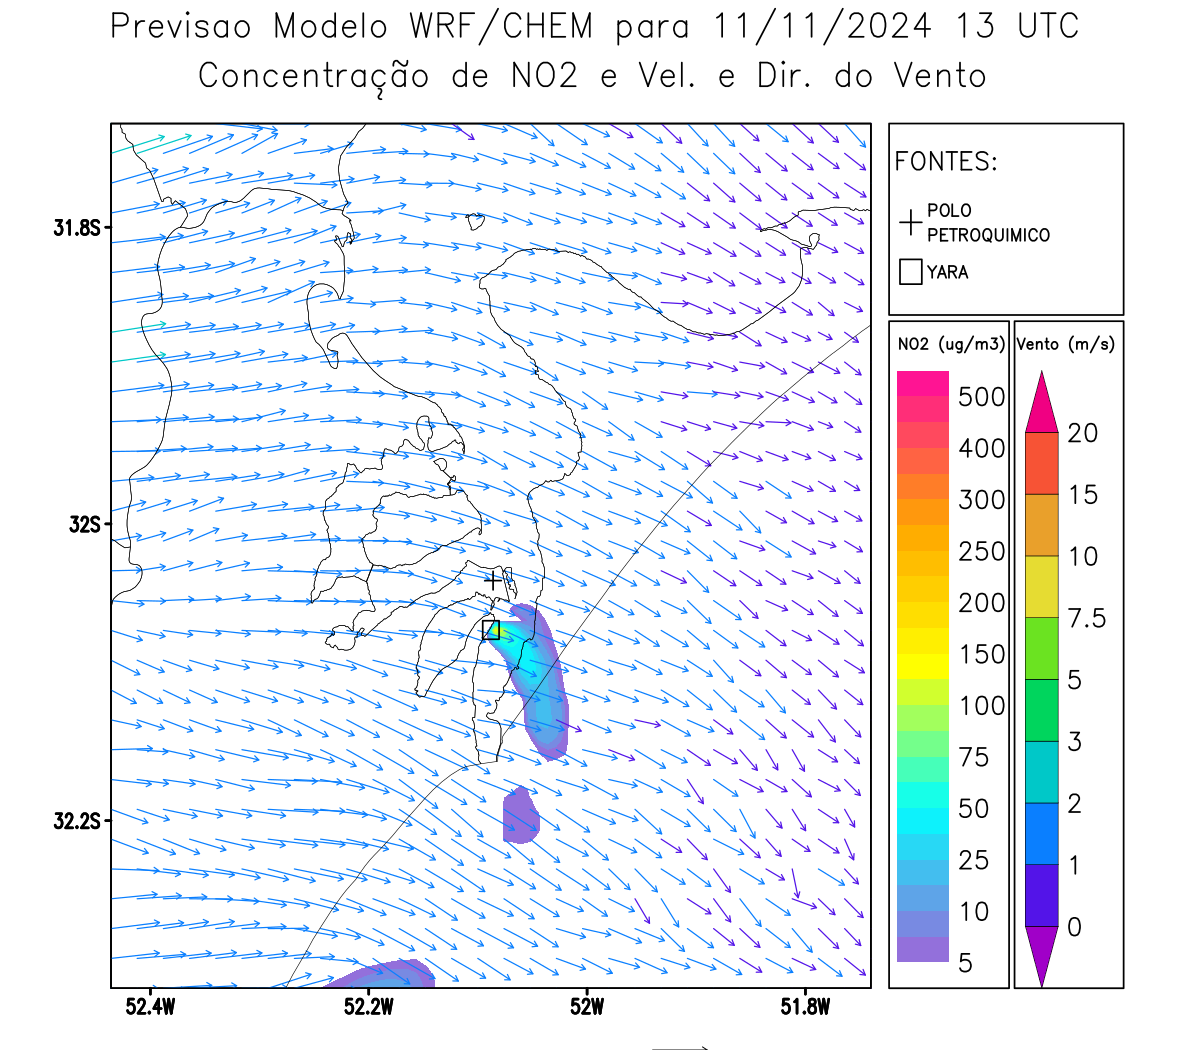 Previsao Modelo WRF/CHEM para 11/11/2024 13 UTC
Concentração de NO2 e Vel. e Dir. do Vento
FONTES:
POLO
PETROQUIMICO
YARA
NO2 (ug/m3)
500
400
300
250
200
150
100
75
50
25
10
5
Vento (m/s)
20
15
10
7.5
5
3
2
1
0
31.8S
32S
32.2S
52.4W
52.2W
52W
51.8W